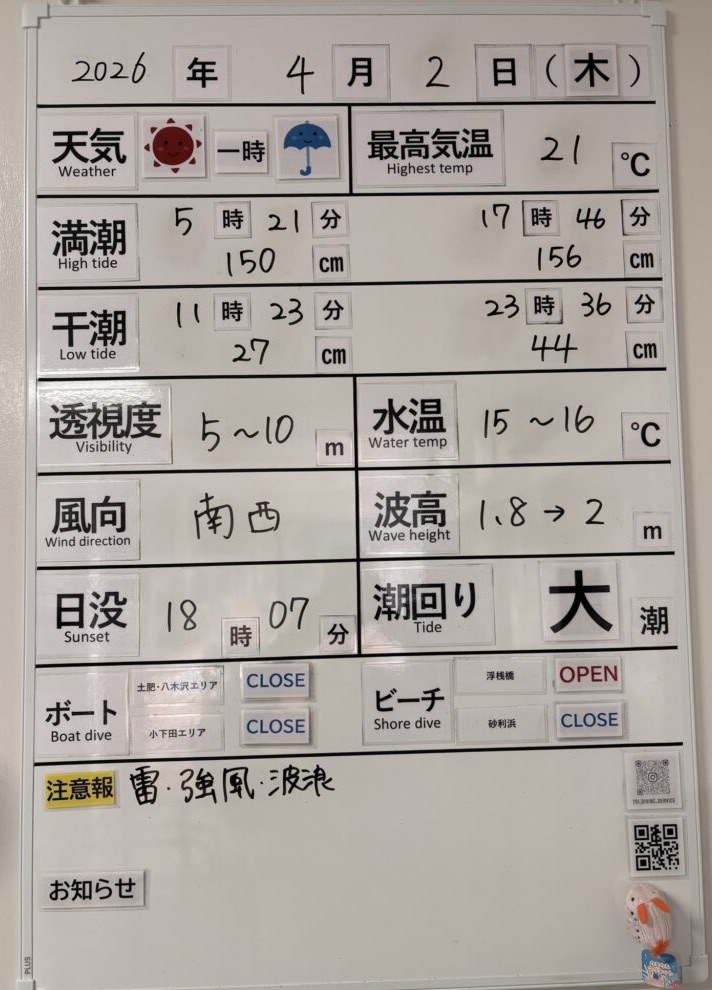 2026 年 4 月 2 日 (木)
天気 一時 最高気温 21 ℃
Weather Highest temp
満潮 5 時 21 分 17 時 46 分
High tide 150 cm 156 cm
干潮 11 時 23 分 23 時 36 分
Low tide 27 cm 44 cm
透視度 5~10 m 水温 15~16 ℃
Visibility Water temp
風向 南西 波高 1.8→2 m
Wind direction Wave height
日没 18 時 07 分 潮回り 大 潮
Sunset Tide
ボート 土肥・八木沢エリア CLOSE ビーチ 浮桟橋 OPEN
Boat dive 小下田エリア CLOSE Shore dive 砂利浜 CLOSE
注意報 雷・強風・波浪
お知らせ
PLUS